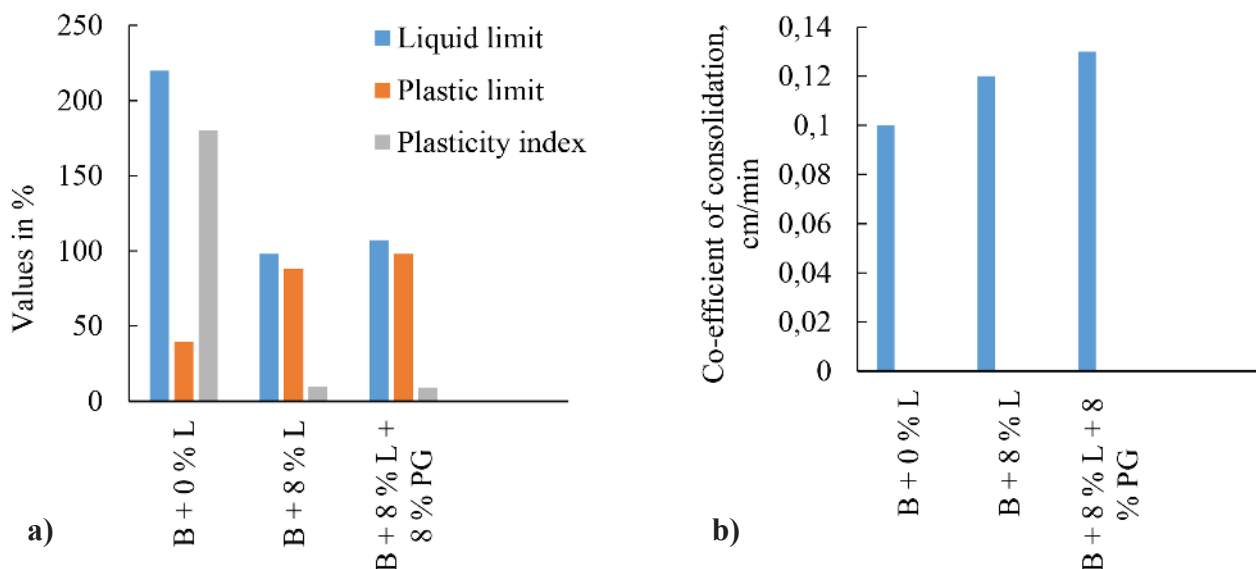 250
200
150
100
50
0
Values in %
Liquid limit
Plastic limit
Plasticity index
B + 0 % L
B + 8 % L
B + 8 % L +
8 % PG
a)
0,14
0,12
0,1
0,08
0,06
0,04
0,02
0
Co-efficient of consolidation,
cm/min
B + 0 % L
B + 8 % L
B + 8 % L + 8
% PG
b)